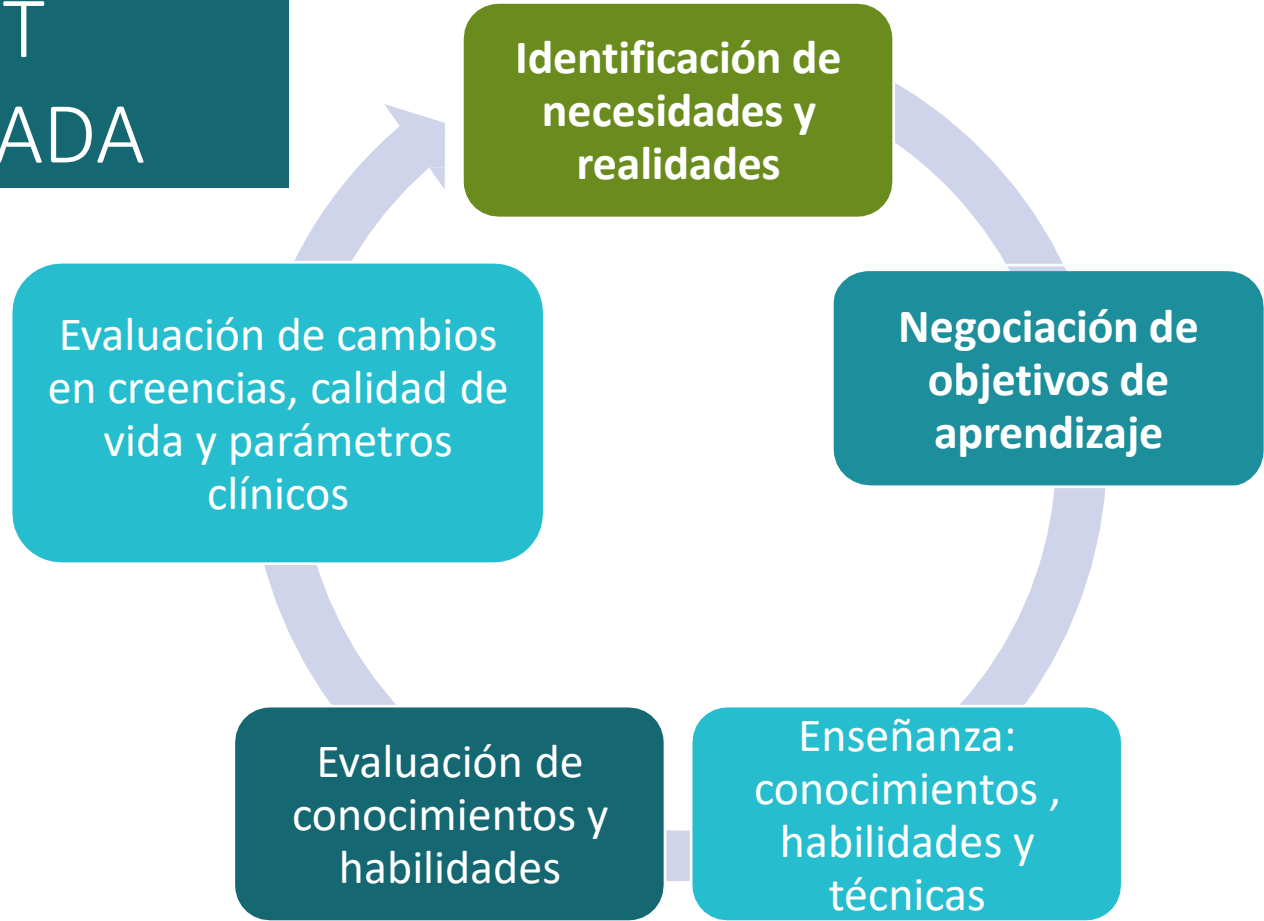 T
ADA
Identificación de
necesidades y
realidades
Negociación de
objetivos de
aprendizaje
Enseñanza:
conocimientos ,
habilidades y
técnicas
Evaluación de
conocimientos y
habilidades
Evaluación de cambios
en creencias, calidad de
vida y parámetros
clínicos